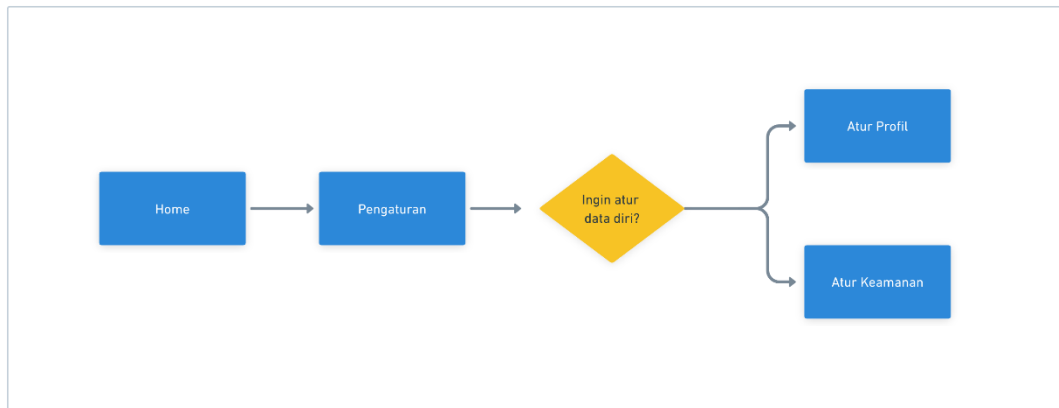 Home
Pengaturan
Ingin atur
data diri?
Atur Profil
Atur Keamanan